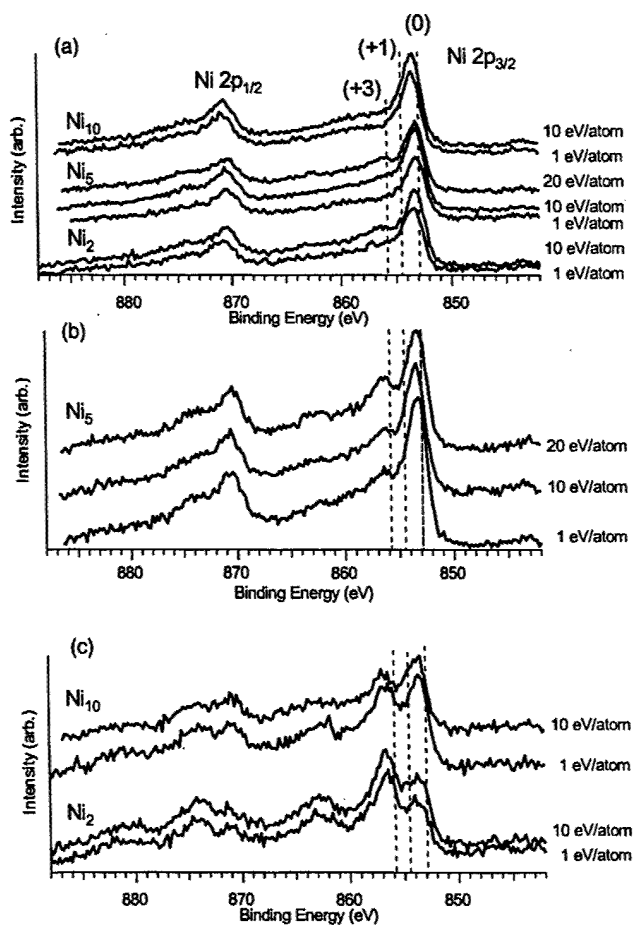 (0)
(a) (+1) Ni 2p3/2
Ni 2p1/2 (+3)
Ni10
10 eV/atom
1 eV/atom
Ni5
20 eV/atom
10 eV/atom
1 eV/atom
Ni2
10 eV/atom
1 eV/atom
Intensity (arb.)
880 870 860 850
Binding Energy (eV)
(b)
Ni5
20 eV/atom
10 eV/atom
1 eV/atom
Intensity (arb.)
880 870 860 850
Binding Energy (eV)
(c)
Ni10
10 eV/atom
1 eV/atom
Ni2
10 eV/atom
1 eV/atom
Intensity (arb.)
880 870 860 850
Binding Energy (eV)